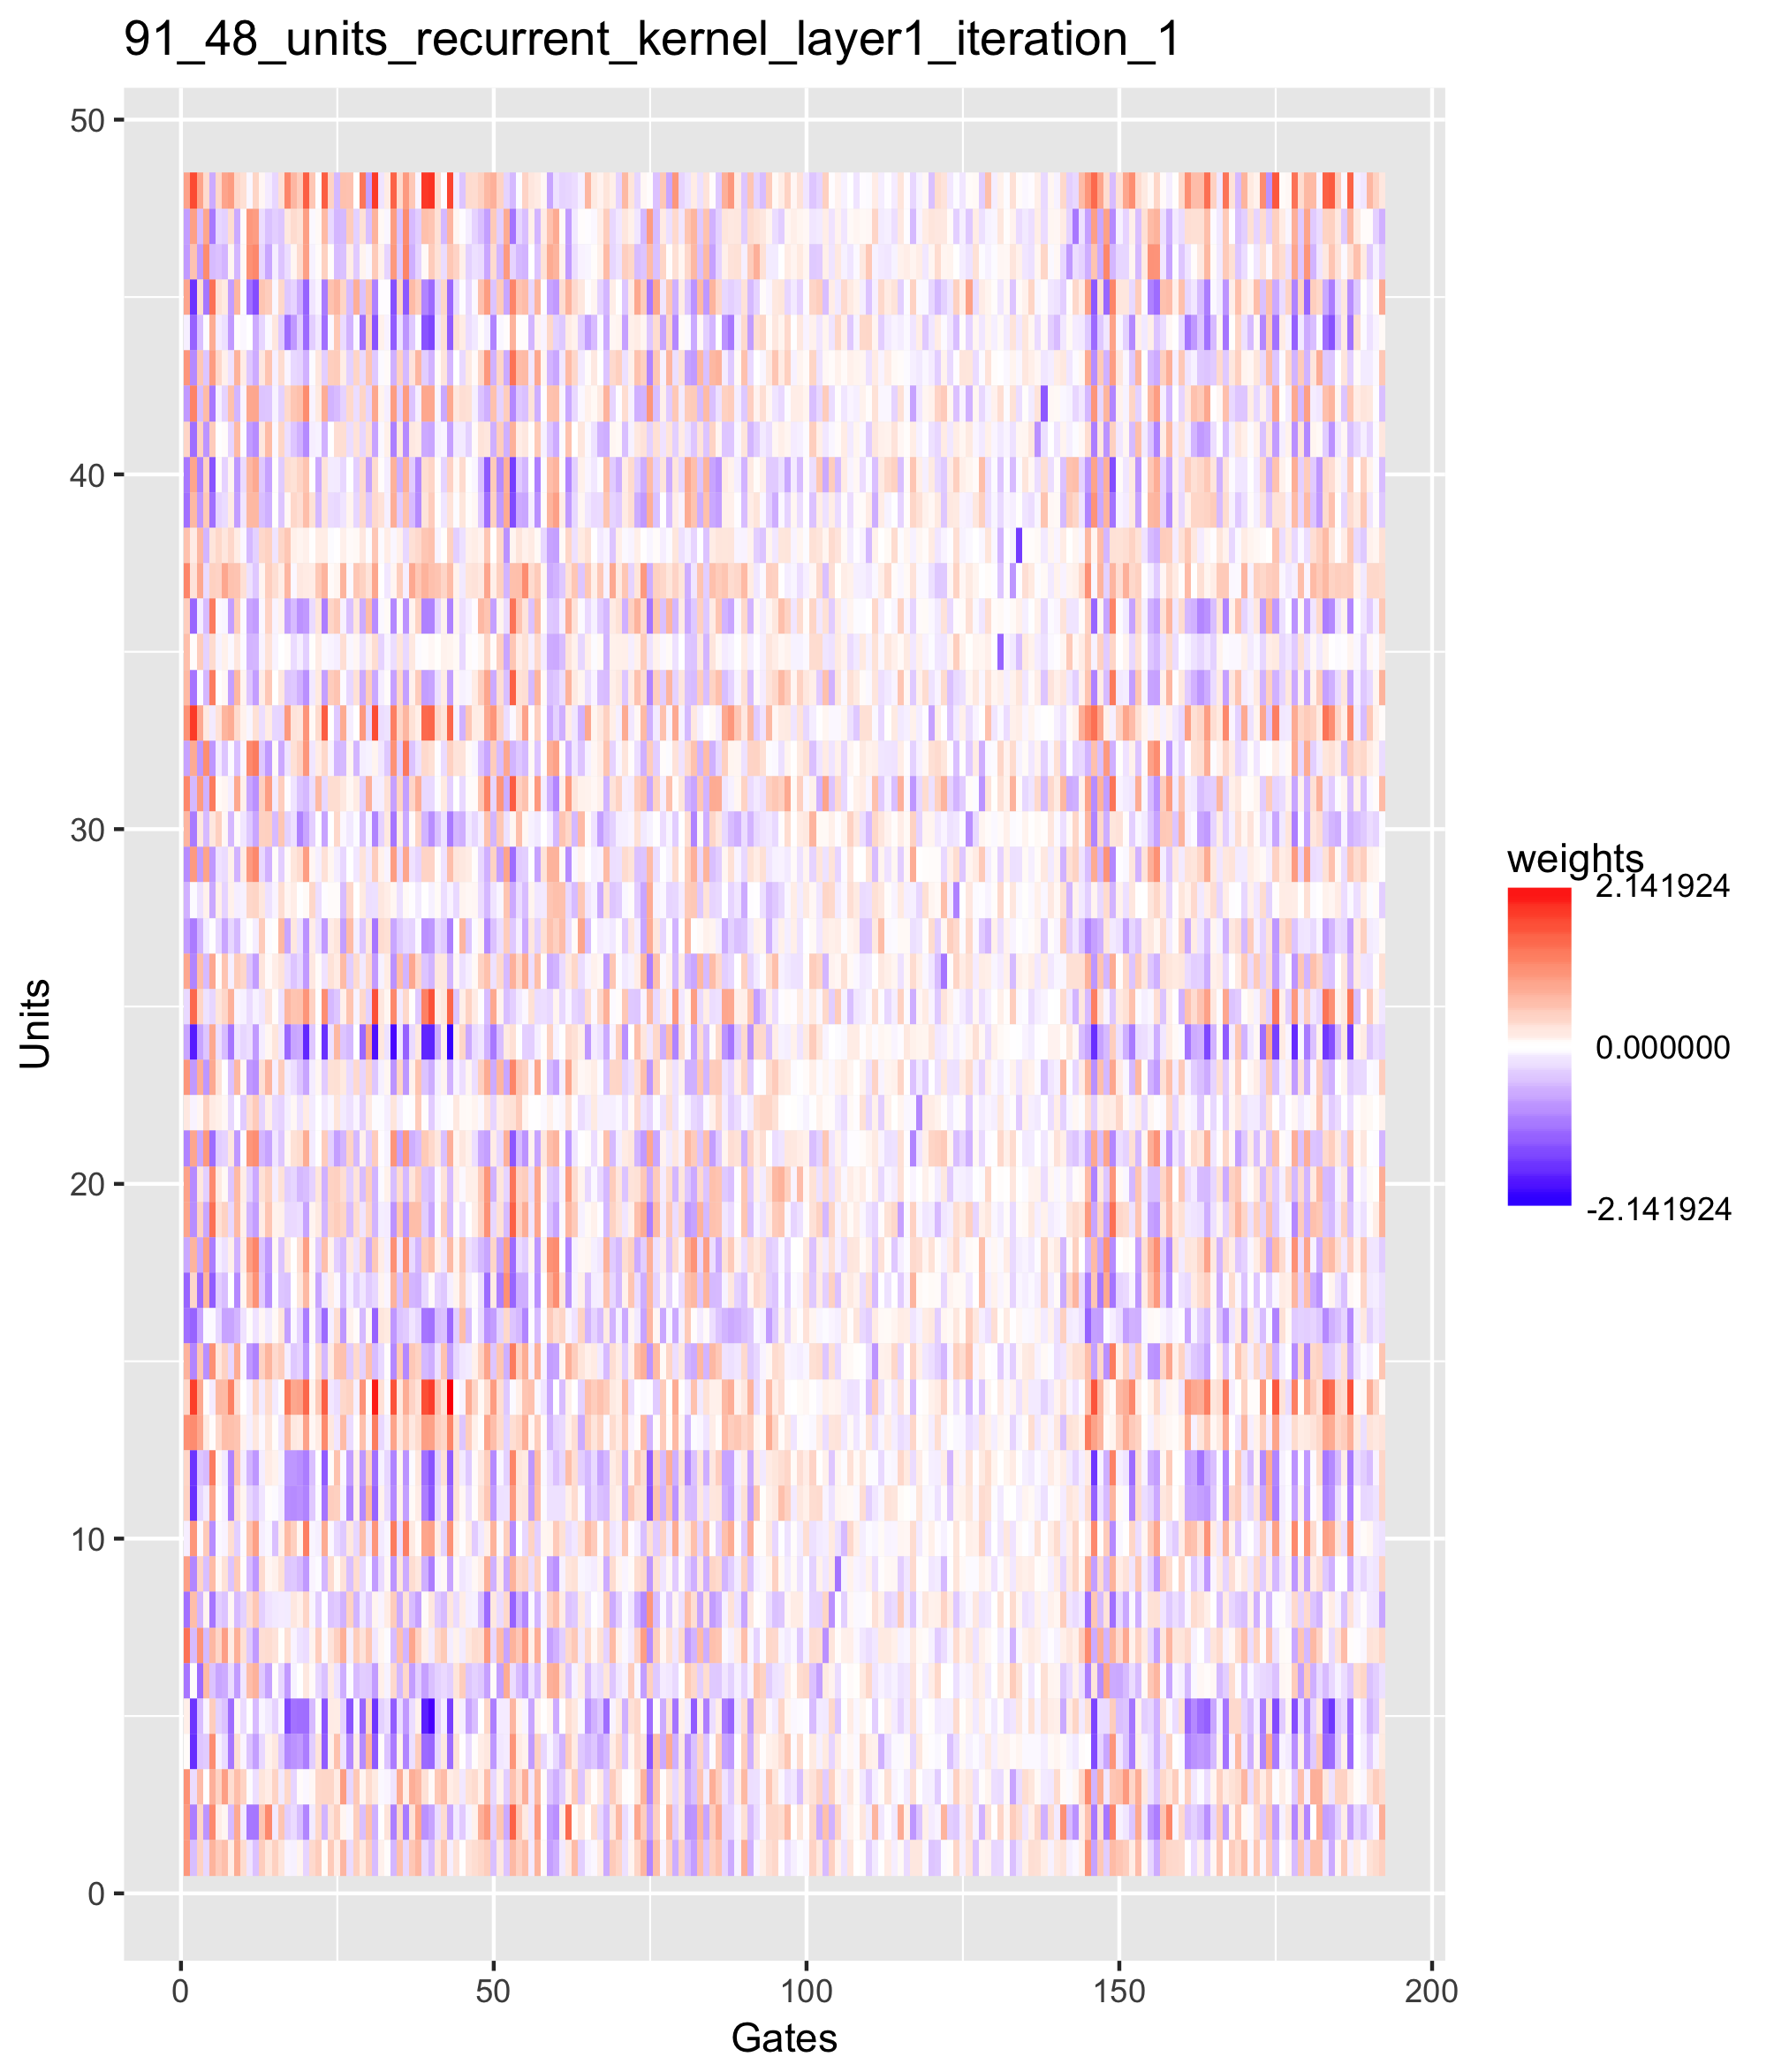 91_48_units_recurrent_kernel_layer1_iteration_1
50
40
30
20
10
0
Units
0 50 100 150 200
Gates
weights
2.141924
0.000000
-2.141924